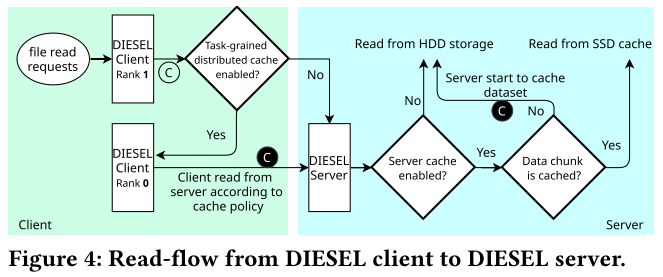 file read
requests
DIESEL
Client
Rank 1
C
Task-grained
distributed cache
enabled?
No
Yes
DIESEL
Client
Rank 0
C
Client read from
server according to
cache policy
Client
DIESEL
Server
Server cache
enabled?
No
Yes
Read from HDD storage
Read from SSD cache
Server start to cache
dataset
C
No
Data chunk
is cached?
Yes
Server
Figure 4: Read-flow from DIESEL client to DIESEL server.